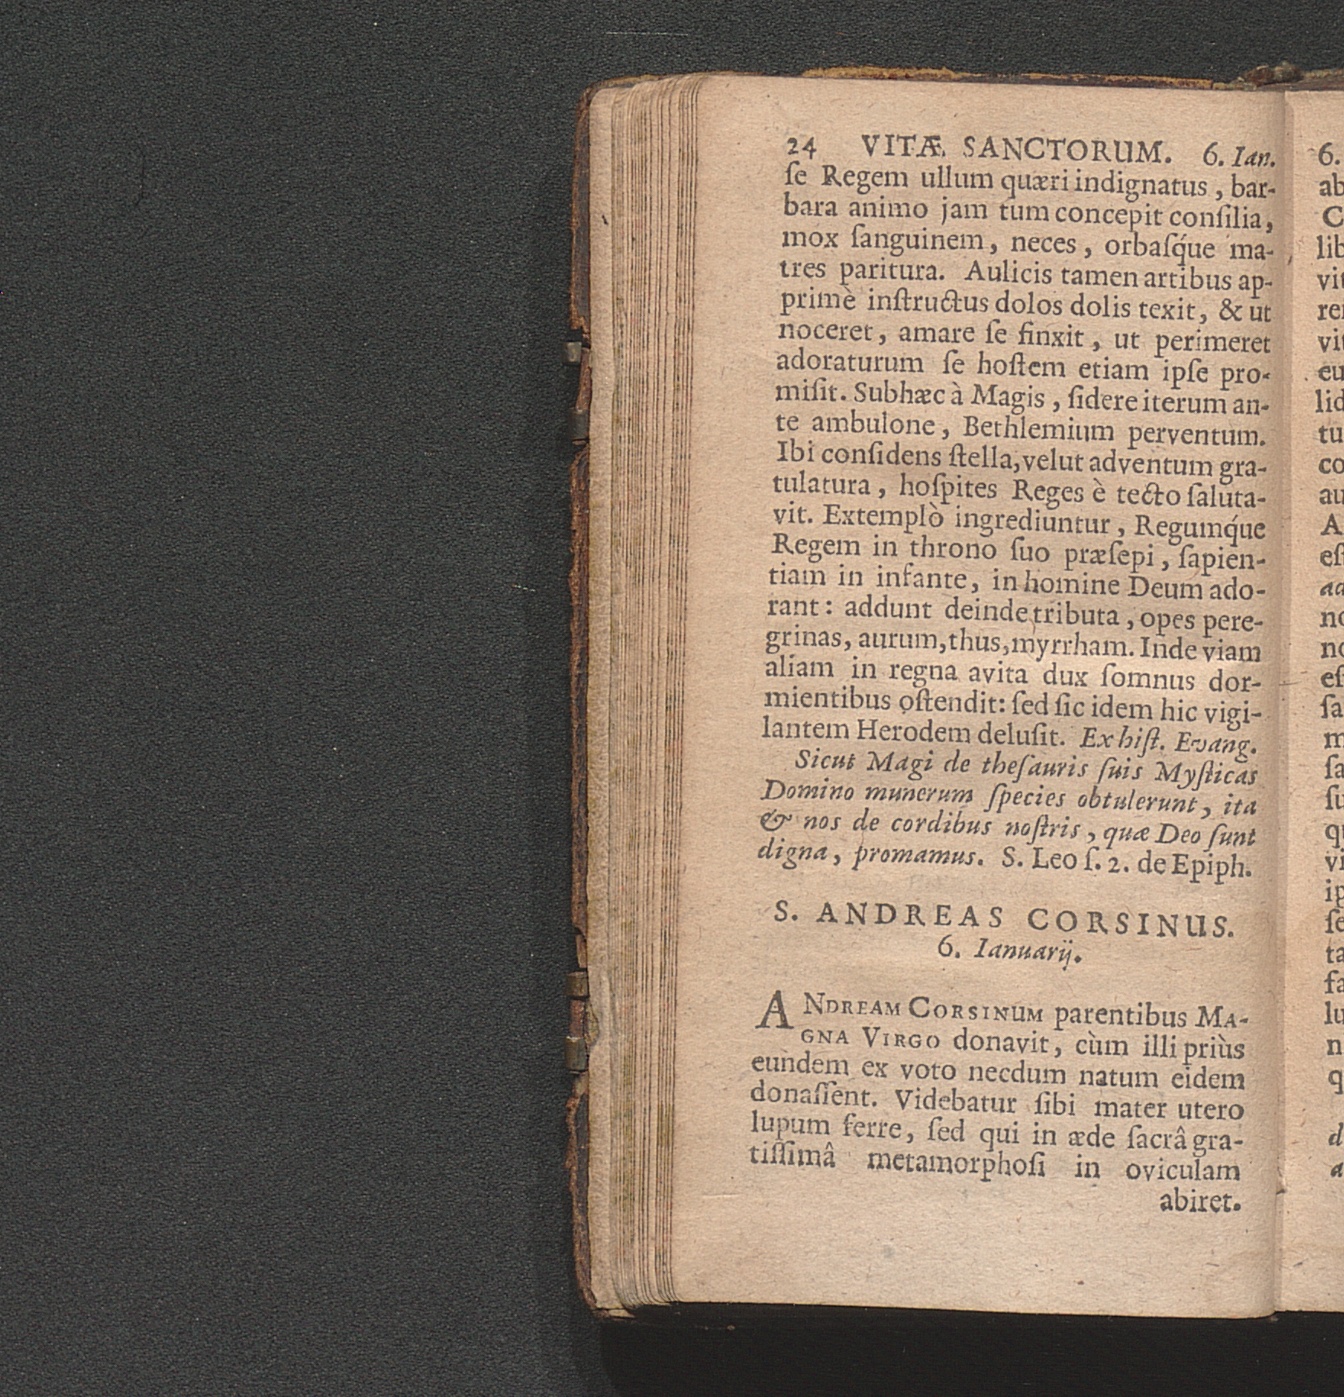 24 VITÆ SANCTORUM. 6. Ian.
ſe Regem ullum quæri indignatus, bar-
bara animo jam tum concepit conſilia,
mox ſanguinem, neces, orbaſq́ue ma-
tres paritura. Aulicis tamen artibus ap-
primè inſtructus dolos dolis texit, & ut
noceret, amare ſe finxit, ut perimeret
adoraturum ſe hoſtem etiam ipſe pro-
miſit. Subhæc à Magis, ſidere iterum an-
te ambulone, Bethlemium perventum.
Ibi conſidens ſtella, velut adventum gra-
tulatura, hoſpites Reges è tecto ſaluta-
vit. Extemplò ingrediuntur, Regumq́ue
Regem in throno ſuo præſepi, ſapien-
tiam in infante, in homine Deum ado-
rant: addunt deinde tributa, opes pere-
grinas, aurum, thus, myrrham. Inde viam
aliam in regna avita dux ſomnus dor-
mientibus oſtendit: ſed ſic idem hic vigi-
lantem Herodem deluſit. Ex hiſt. Evang.
Sicut Magi de theſauris ſuis Myſticas
Domino munerum ſpecies obtulerunt, ita
& nos de cordibus noſtris, quæ Deo ſunt
digna, promamus. S. Leo ſ. 2. de Epiph.
S. ANDREAS CORSINUS.
6. Ianuarij.
ANDREAM CORSINUM parentibus MA-
GNA VIRGO donavit, cùm illi priùs
eundem ex voto necdum natum eidem
donaſſent. Videbatur ſibi mater utero
lupum ferre, ſed qui in æde ſacrâ gra-
tiſſimâ metamorphoſi in oviculam
abiret.